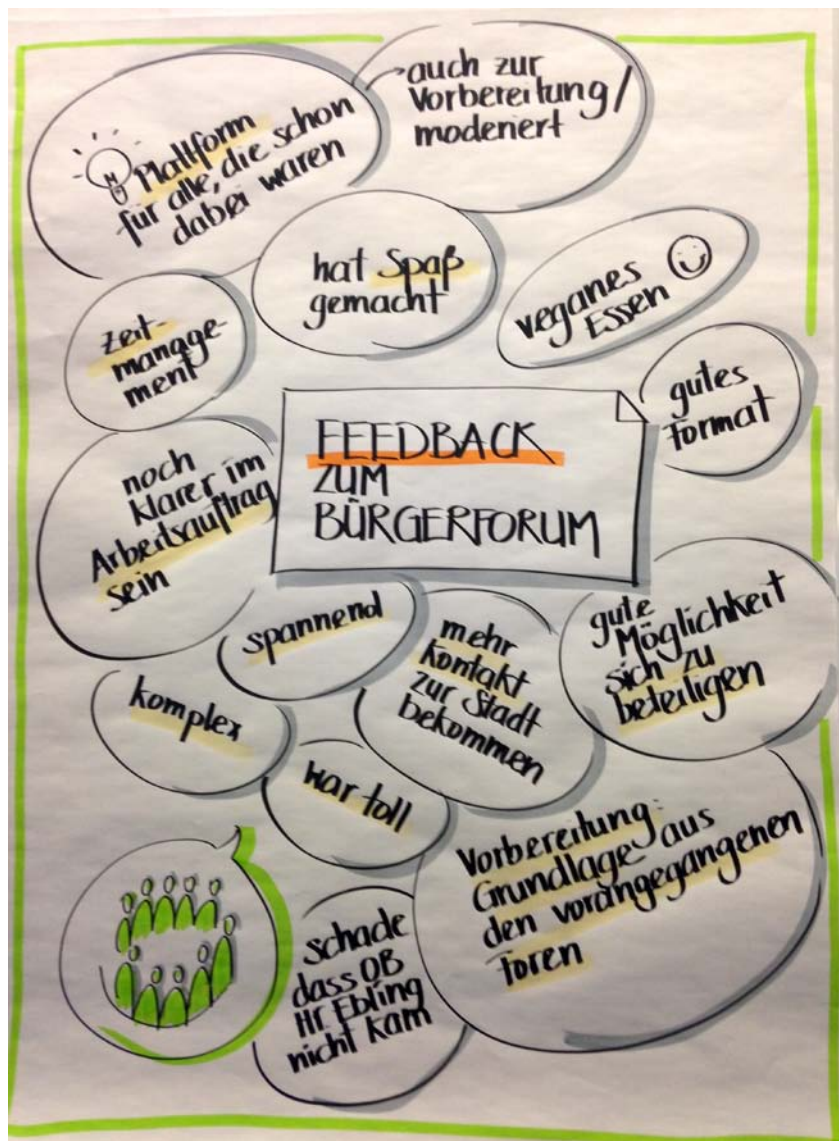 Plattform
für alle, die schon
dabei waren
auch zur
Vorbereitung/
moderiert
hat Spaß
gemacht
veganes
Essen
zeit-
manage-
ment
gutes
Format
FEEDBACK
ZUM
BÜRGERFORUM
noch
klarer im
Arbeitsauftrag
sein
spannend
mehr
Kontakt
zur Stadt
bekommen
gute
Möglichkeit
sich zu
beteiligen
komplex
war toll
Vorbereitung:
Grundlage aus
den vorangegangenen
Foren
schade
dass OB
Hr Ebling
nicht kam